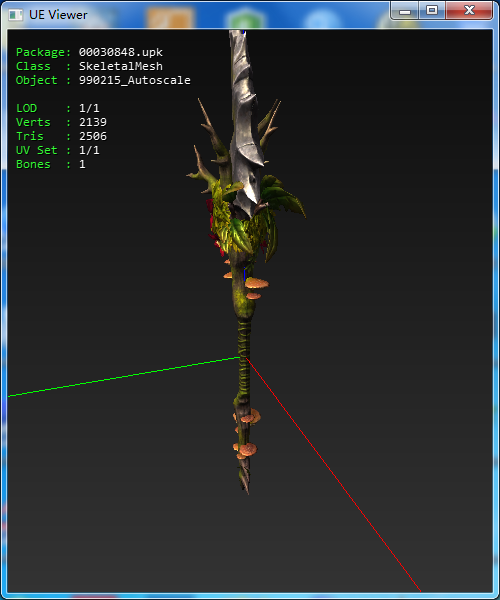 UE Viewer
Package: 00030848.upk
Class  : SkeletalMesh
Object : 990215_Autoscale
LOD    : 1/1
Verts  : 2139
Tris   : 2506
UV Set : 1/1
Bones  : 1